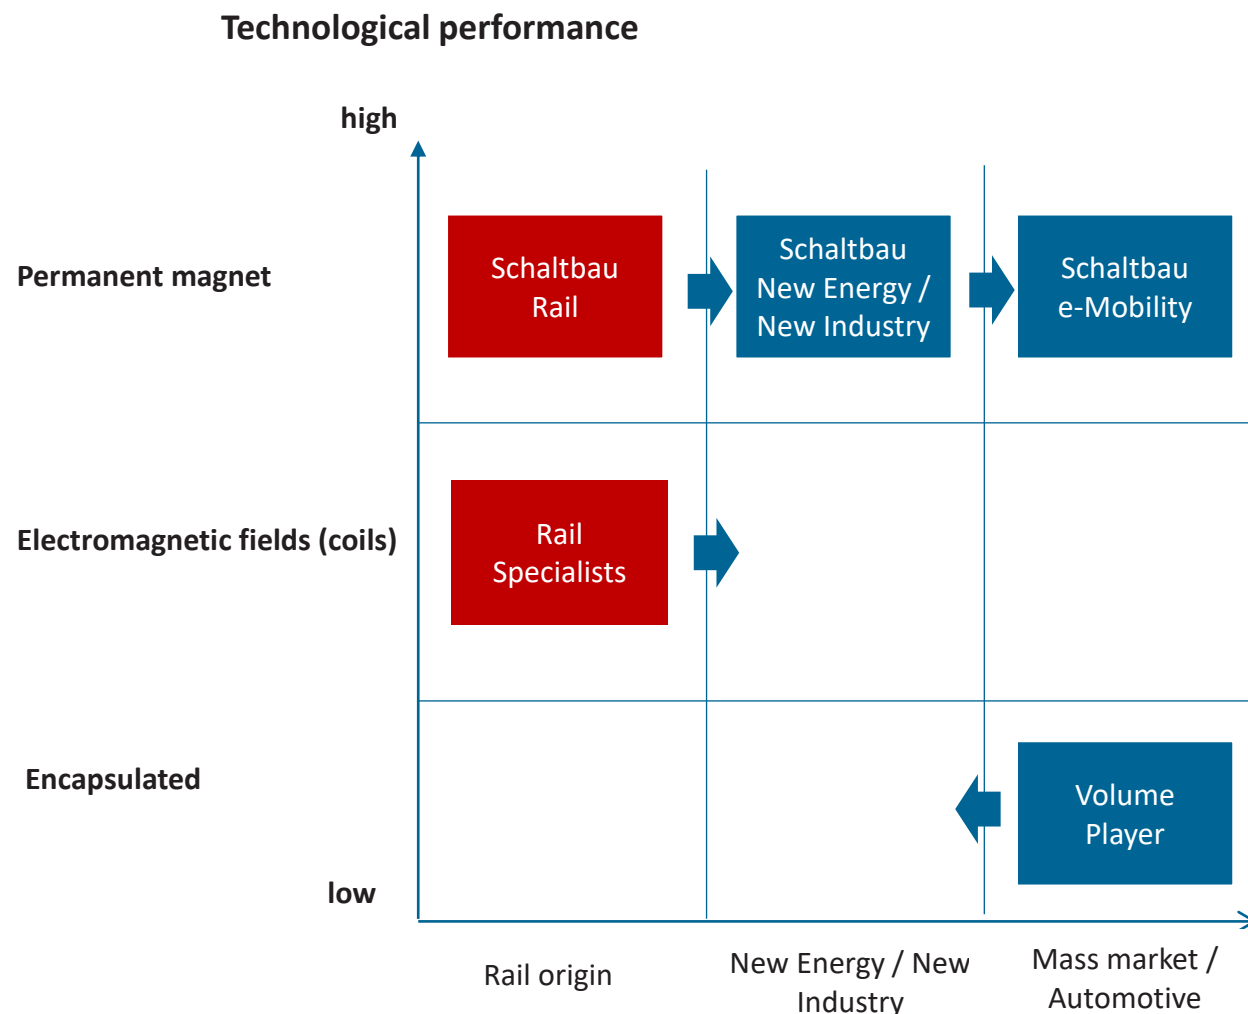 Technological performance
high
Permanent magnet
Schaltbau
Rail
Schaltbau
New Energy /
New Industry
Schaltbau
e-Mobility
Electromagnetic fields (coils)
Rail
Specialists
Encapsulated
Volume
Player
low
Rail origin
New Energy / New
Industry
Mass market /
Automotive